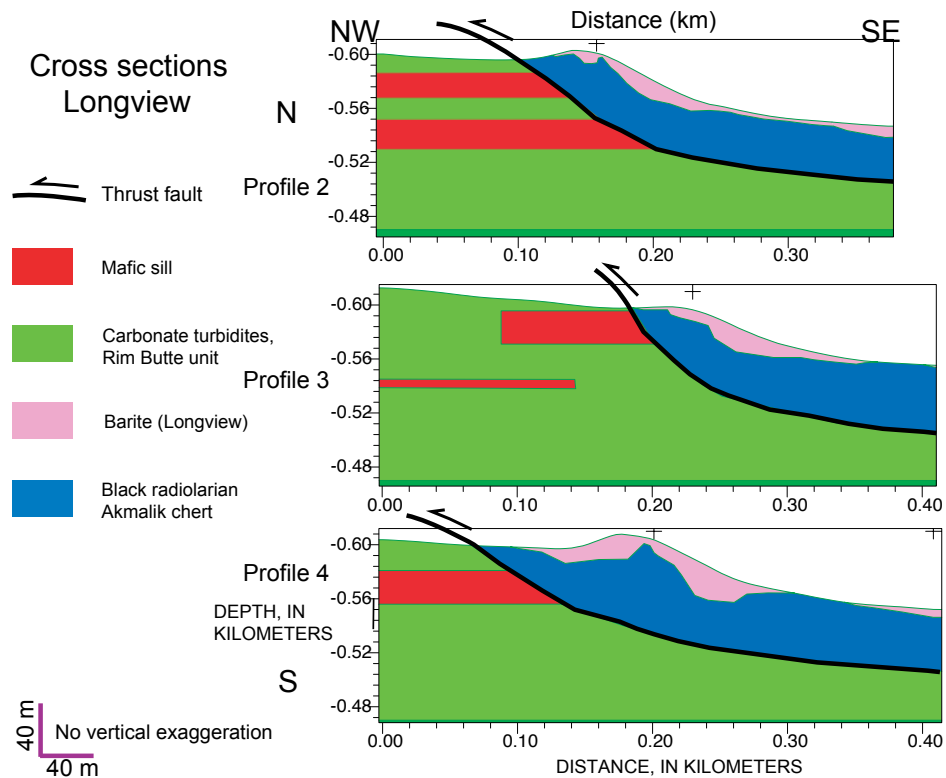 Cross sections
Longview
Thrust fault
Mafic sill
Carbonate turbidites,
Rim Butte unit
Barite (Longview)
Black radiolarian
Akmalik chert
40 m
40 m
No vertical exaggeration
NW
Distance (km)
SE
N
Profile 2
-0.60
-0.56
-0.52
-0.48
0.00
0.10
0.20
0.30
Profile 3
-0.60
-0.56
-0.52
-0.48
0.00
0.10
0.20
0.30
0.40
Profile 4
DEPTH, IN
KILOMETERS
S
-0.60
-0.56
-0.52
-0.48
0.00
0.10
0.20
0.30
0.40
DISTANCE, IN KILOMETERS